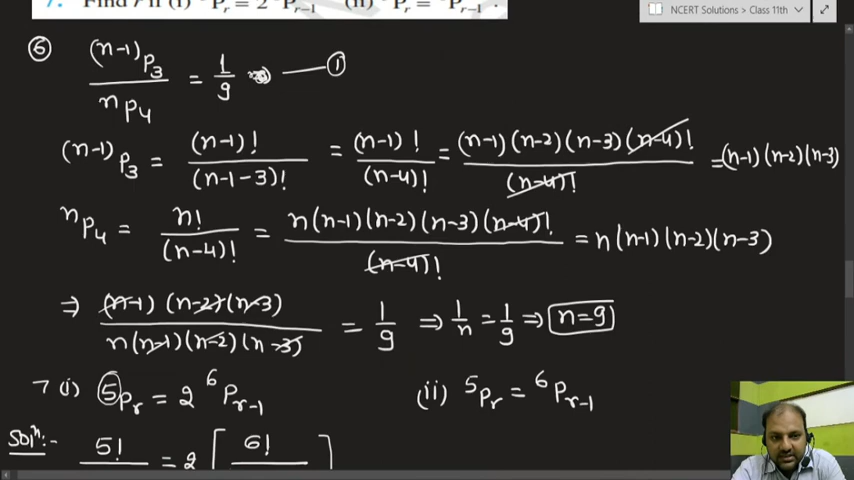 7. Find r if (i) ⁵Pᵣ = 2 ⁶Pᵣ₋₁ (ii) ⁵Pᵣ = ⁶Pᵣ₋₁.
NCERT Solutions > Class 11th
⑥ (n-1)P₃ / nP₄ = 1/9 — ①
(n-1)P₃ = (n-1)! / (n-1-3)! = (n-1)! / (n-4)! = (n-1)(n-2)(n-3)(n-4)! / (n-4)! = (n-1)(n-2)(n-3)
ⁿP₄ = n! / (n-4)! = n(n-1)(n-2)(n-3)(n-4)! / (n-4)! = n(n-1)(n-2)(n-3)
⇒ (n-1)(n-2)(n-3) / n(n-1)(n-2)(n-3) = 1/9 ⇒ 1/n = 1/9 ⇒ n=9
7 (i) 5Pᵣ = 2 ⁶Pᵣ₋₁ (ii) ⁵Pᵣ = ⁶Pᵣ₋₁
Solⁿ:- 5! = 2 [ 6! ]